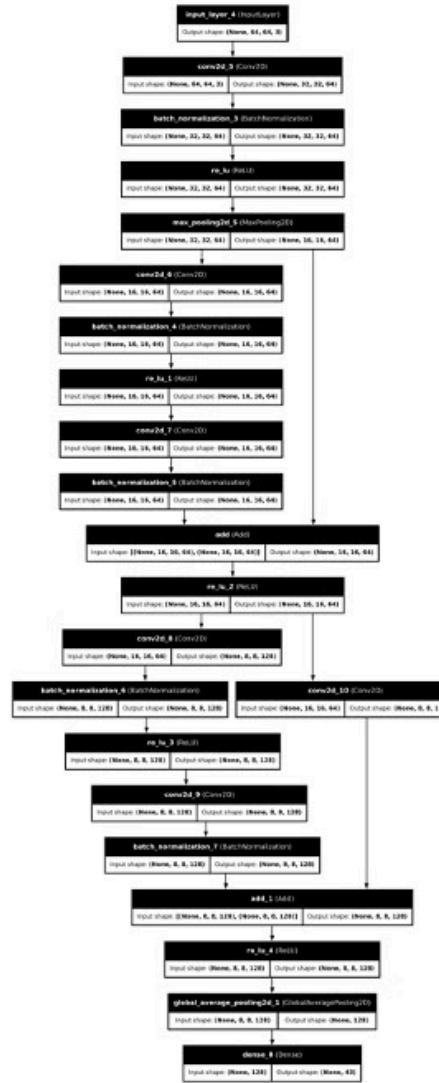 input_layer_4 (InputLayer)
Output shape: (None, 64, 64, 3)
conv2d_5 (Conv2D)
Input shape: (None, 64, 64, 3) Output shape: (None, 32, 32, 64)
batch_normalization_3 (BatchNormalization)
Input shape: (None, 32, 32, 64) Output shape: (None, 32, 32, 64)
re_lu (ReLU)
Input shape: (None, 32, 32, 64) Output shape: (None, 32, 32, 64)
max_pooling2d_5 (MaxPooling2D)
Input shape: (None, 32, 32, 64) Output shape: (None, 16, 16, 64)
conv2d_6 (Conv2D)
Input shape: (None, 16, 16, 64) Output shape: (None, 16, 16, 64)
batch_normalization_4 (BatchNormalization)
Input shape: (None, 16, 16, 64) Output shape: (None, 16, 16, 64)
re_lu_1 (ReLU)
Input shape: (None, 16, 16, 64) Output shape: (None, 16, 16, 64)
conv2d_7 (Conv2D)
Input shape: (None, 16, 16, 64) Output shape: (None, 16, 16, 64)
batch_normalization_5 (BatchNormalization)
Input shape: (None, 16, 16, 64) Output shape: (None, 16, 16, 64)
add (Add)
Input shape: [(None, 16, 16, 64), (None, 16, 16, 64)] Output shape: (None, 16, 16, 64)
re_lu_2 (ReLU)
Input shape: (None, 16, 16, 64) Output shape: (None, 16, 16, 64)
conv2d_8 (Conv2D)
Input shape: (None, 16, 16, 64) Output shape: (None, 8, 8, 128)
batch_normalization_6 (BatchNormalization) conv2d_10 (Conv2D)
Input shape: (None, 8, 8, 128) Output shape: (None, 8, 8, 128) Input shape: (None, 16, 16, 64) Output shape: (None, 8, 8, 1
re_lu_3 (ReLU)
Input shape: (None, 8, 8, 128) Output shape: (None, 8, 8, 128)
conv2d_9 (Conv2D)
Input shape: (None, 8, 8, 128) Output shape: (None, 8, 8, 128)
batch_normalization_7 (BatchNormalization)
Input shape: (None, 8, 8, 128) Output shape: (None, 8, 8, 128)
add_1 (Add)
Input shape: [(None, 8, 8, 128), (None, 8, 8, 128)] Output shape: (None, 8, 8, 128)
re_lu_4 (ReLU)
Input shape: (None, 8, 8, 128) Output shape: (None, 8, 8, 128)
global_average_pooling2d_1 (GlobalAveragePooling2D)
Input shape: (None, 8, 8, 128) Output shape: (None, 128)
dense_8 (Dense)
Input shape: (None, 128) Output shape: (None, 43)